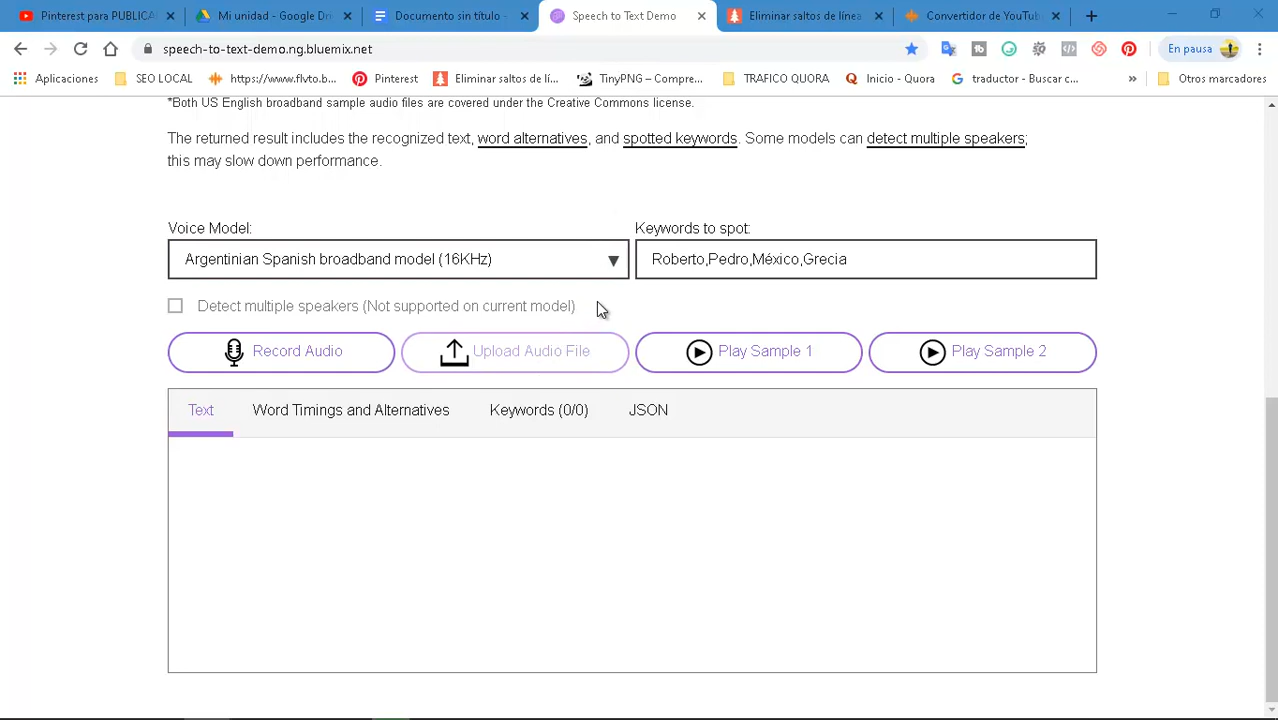 Pinterest para PUBLICA
Mi unidad - Google Dri
Documento sin título -
Speech to Text Demo
Eliminar saltos de línea
Convertidor de YouTub
speech-to-text-demo.ng.bluemix.net
En pausa
Aplicaciones
SEO LOCAL
https://www.flvto.b...
Pinterest
Eliminar saltos de lí...
TinyPNG – Compre...
TRAFICO QUORA
Inicio - Quora
traductor - Buscar c...
Otros marcadores
*Both US English broadband sample audio files are covered under the Creative Commons license.
The returned result includes the recognized text, word alternatives, and spotted keywords. Some models can detect multiple speakers;
this may slow down performance.
Voice Model:
Keywords to spot:
Argentinian Spanish broadband model (16KHz)
Roberto,Pedro,México,Grecia
Detect multiple speakers (Not supported on current model)
Record Audio
Upload Audio File
Play Sample 1
Play Sample 2
Text
Word Timings and Alternatives
Keywords (0/0)
JSON